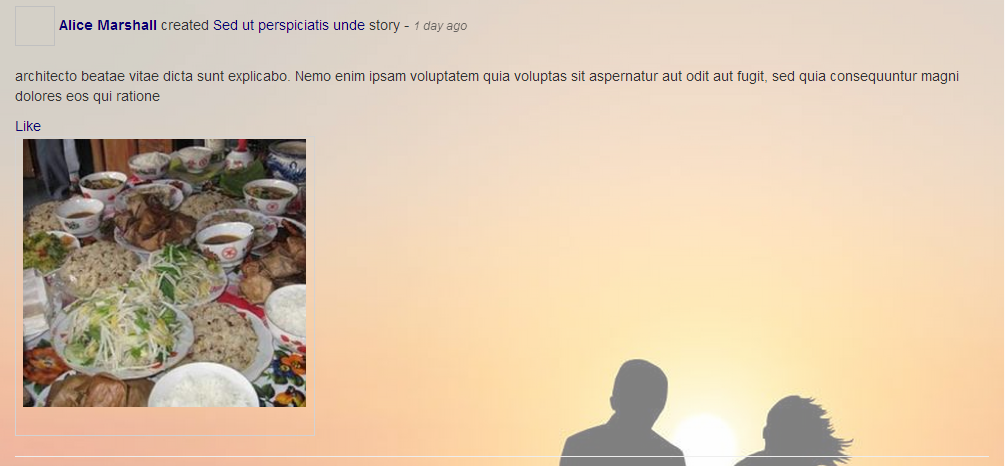 Alice Marshall created Sed ut perspiciatis unde story - 1 day ago
architecto beatae vitae dicta sunt explicabo. Nemo enim ipsam voluptatem quia voluptas sit aspernatur aut odit aut fugit, sed quia consequuntur magni
dolores eos qui ratione
Like